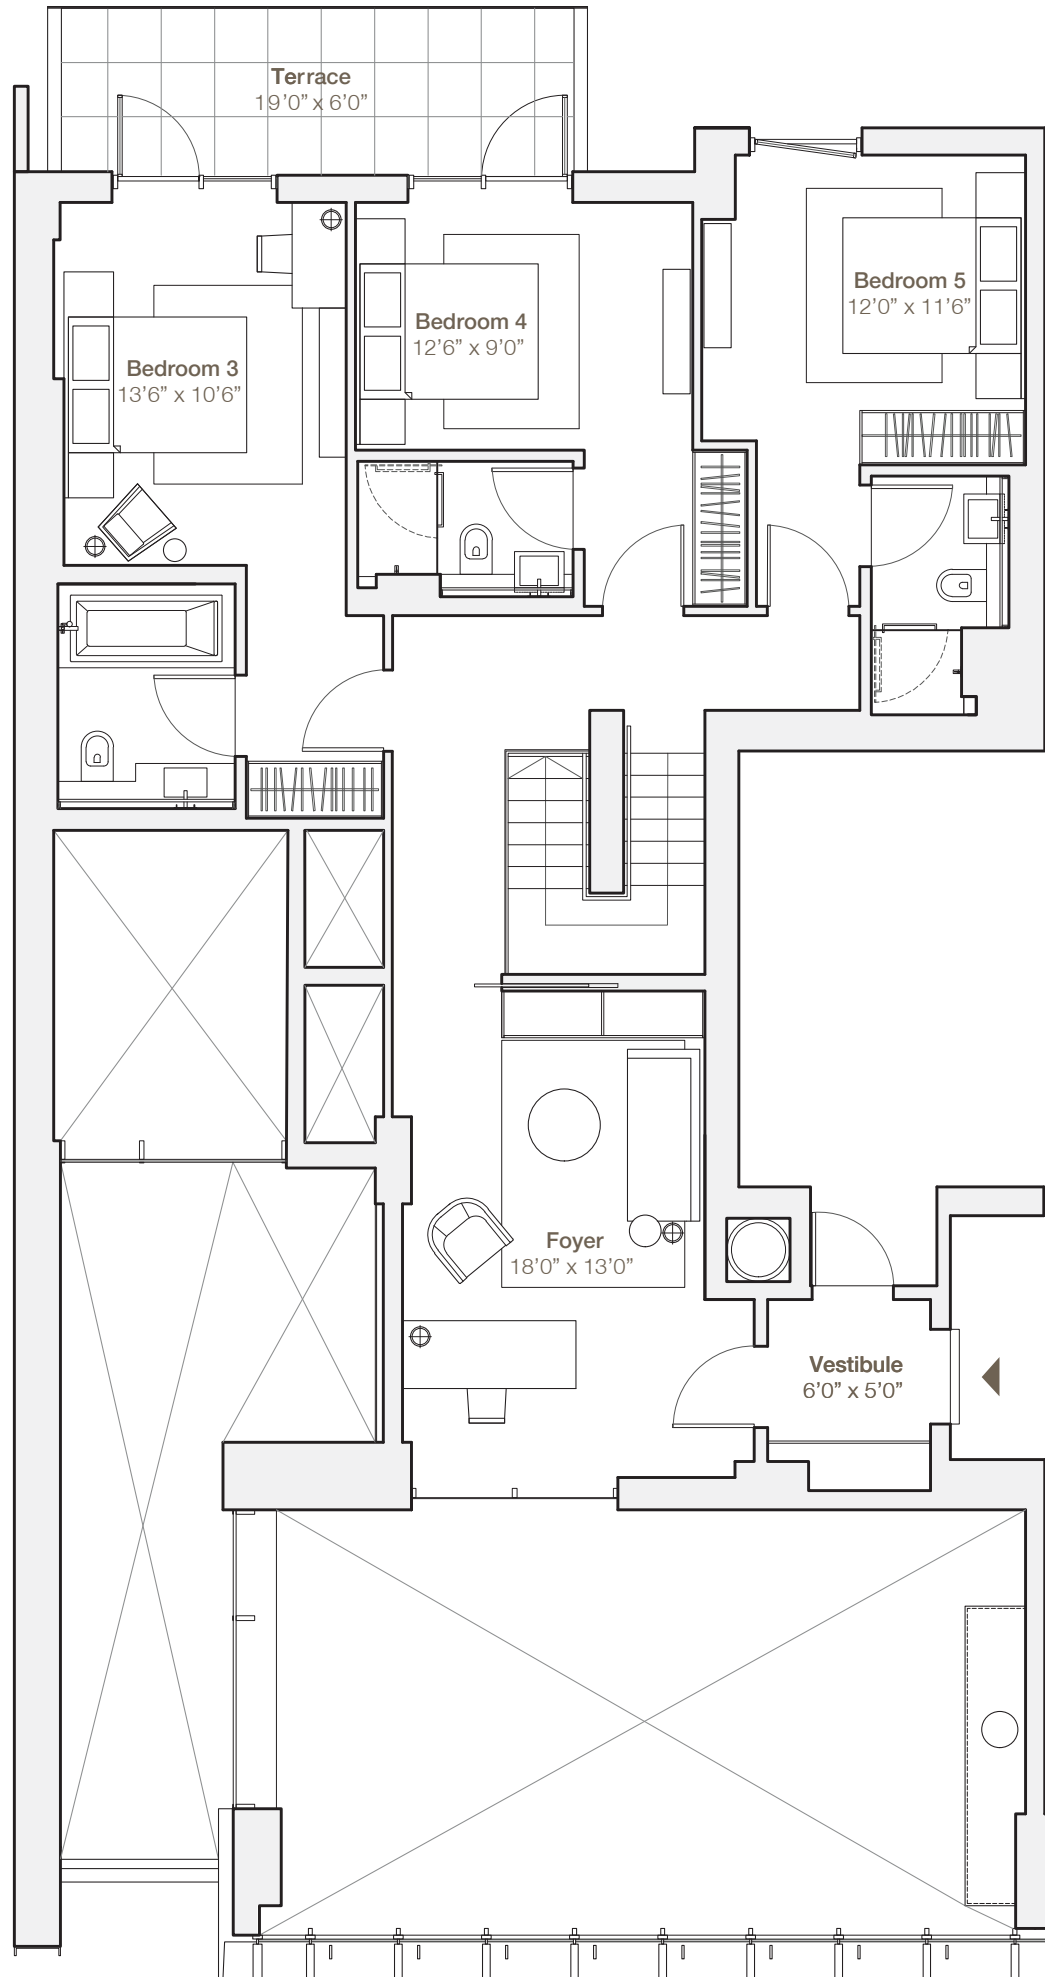 Terrace
19’0” x 6’0”
Bedroom 5
12’0” x 11’6”
Bedroom 4
12’6” x 9’0”
Bedroom 3
13’6” x 10’6”
Foyer
18’0” x 13’0”
Vestibule
6’0” x 5’0”